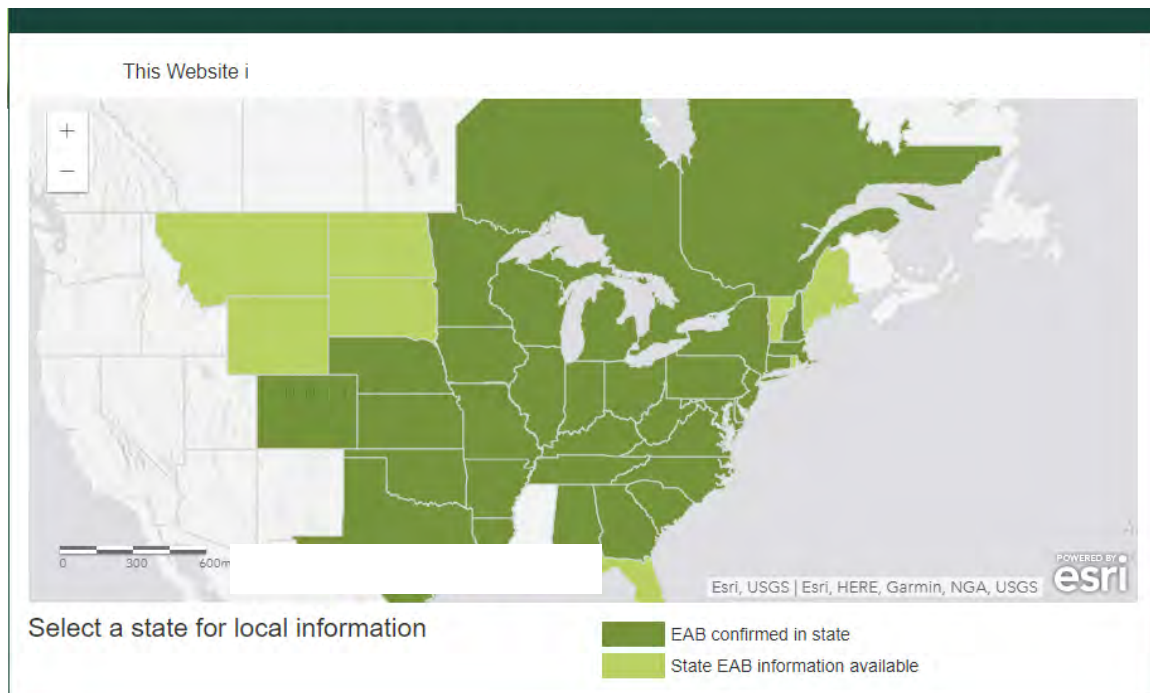 This Website i
+
−
0 300 600m
Esri, USGS | Esri, HERE, Garmin, NGA, USGS
POWERED BY
esri
Select a state for local information
EAB confirmed in state
State EAB information available